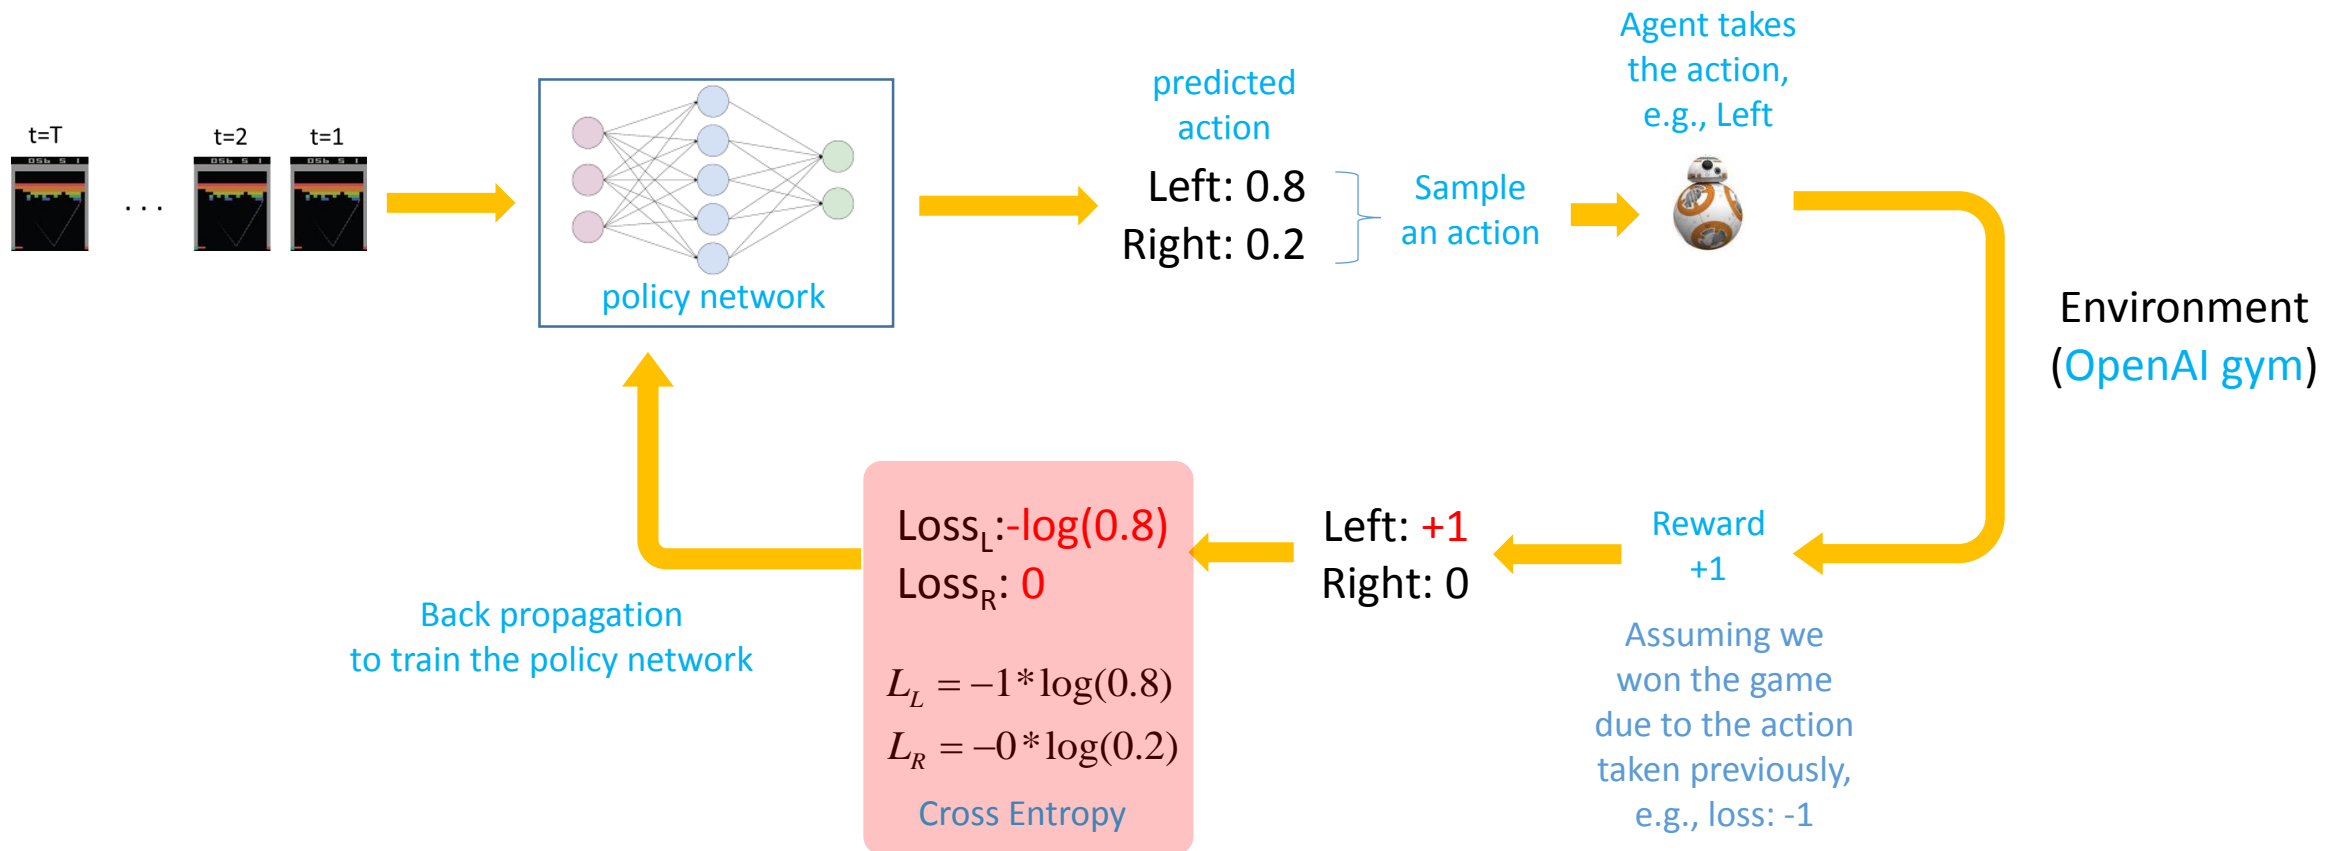 t=T
t=2
t=1
. . .
policy network
predicted
action
Left: 0.8
Right: 0.2
Sample
an action
Agent takes
the action,
e.g., Left
Environment
(OpenAI gym)
Reward
+1
Assuming we
won the game
due to the action
taken previously,
e.g., loss: -1
Left: +1
Right: 0
Loss_L:-log(0.8)
Loss_R: 0
L_L = −1*log(0.8)
L_R = −0*log(0.2)
Cross Entropy
Back propagation
to train the policy network